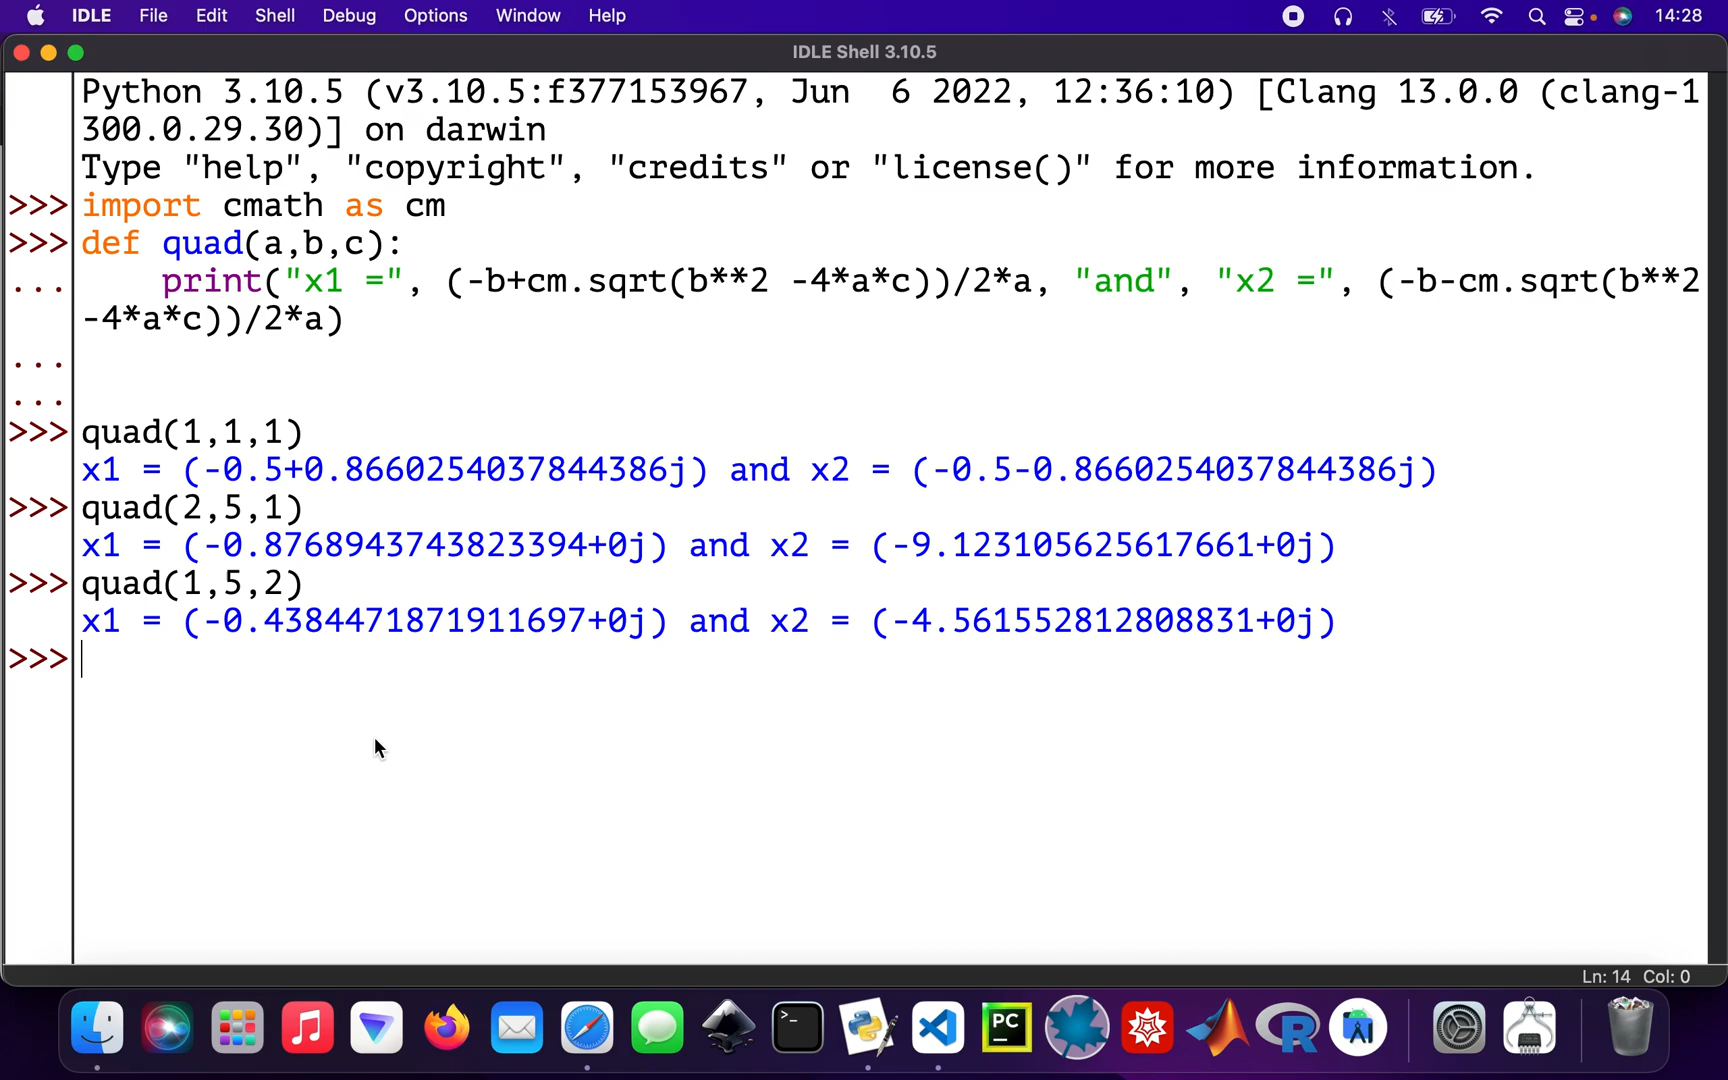 IDLE File Edit Shell Debug Options Window Help 14:28
IDLE Shell 3.10.5
Python 3.10.5 (v3.10.5:f377153967, Jun  6 2022, 12:36:10) [Clang 13.0.0 (clang-1
300.0.29.30)] on darwin
Type "help", "copyright", "credits" or "license()" for more information.
>>> import cmath as cm
>>> def quad(a,b,c):
...     print("x1 =", (-b+cm.sqrt(b**2 -4*a*c))/2*a, "and", "x2 =", (-b-cm.sqrt(b**2
-4*a*c))/2*a)
...
...
>>> quad(1,1,1)
x1 = (-0.5+0.8660254037844386j) and x2 = (-0.5-0.8660254037844386j)
>>> quad(2,5,1)
x1 = (-0.8768943743823394+0j) and x2 = (-9.123105625617661+0j)
>>> quad(1,5,2)
x1 = (-0.4384471871911697+0j) and x2 = (-4.561552812808831+0j)
>>>
Ln: 14 Col: 0
>_ PC R